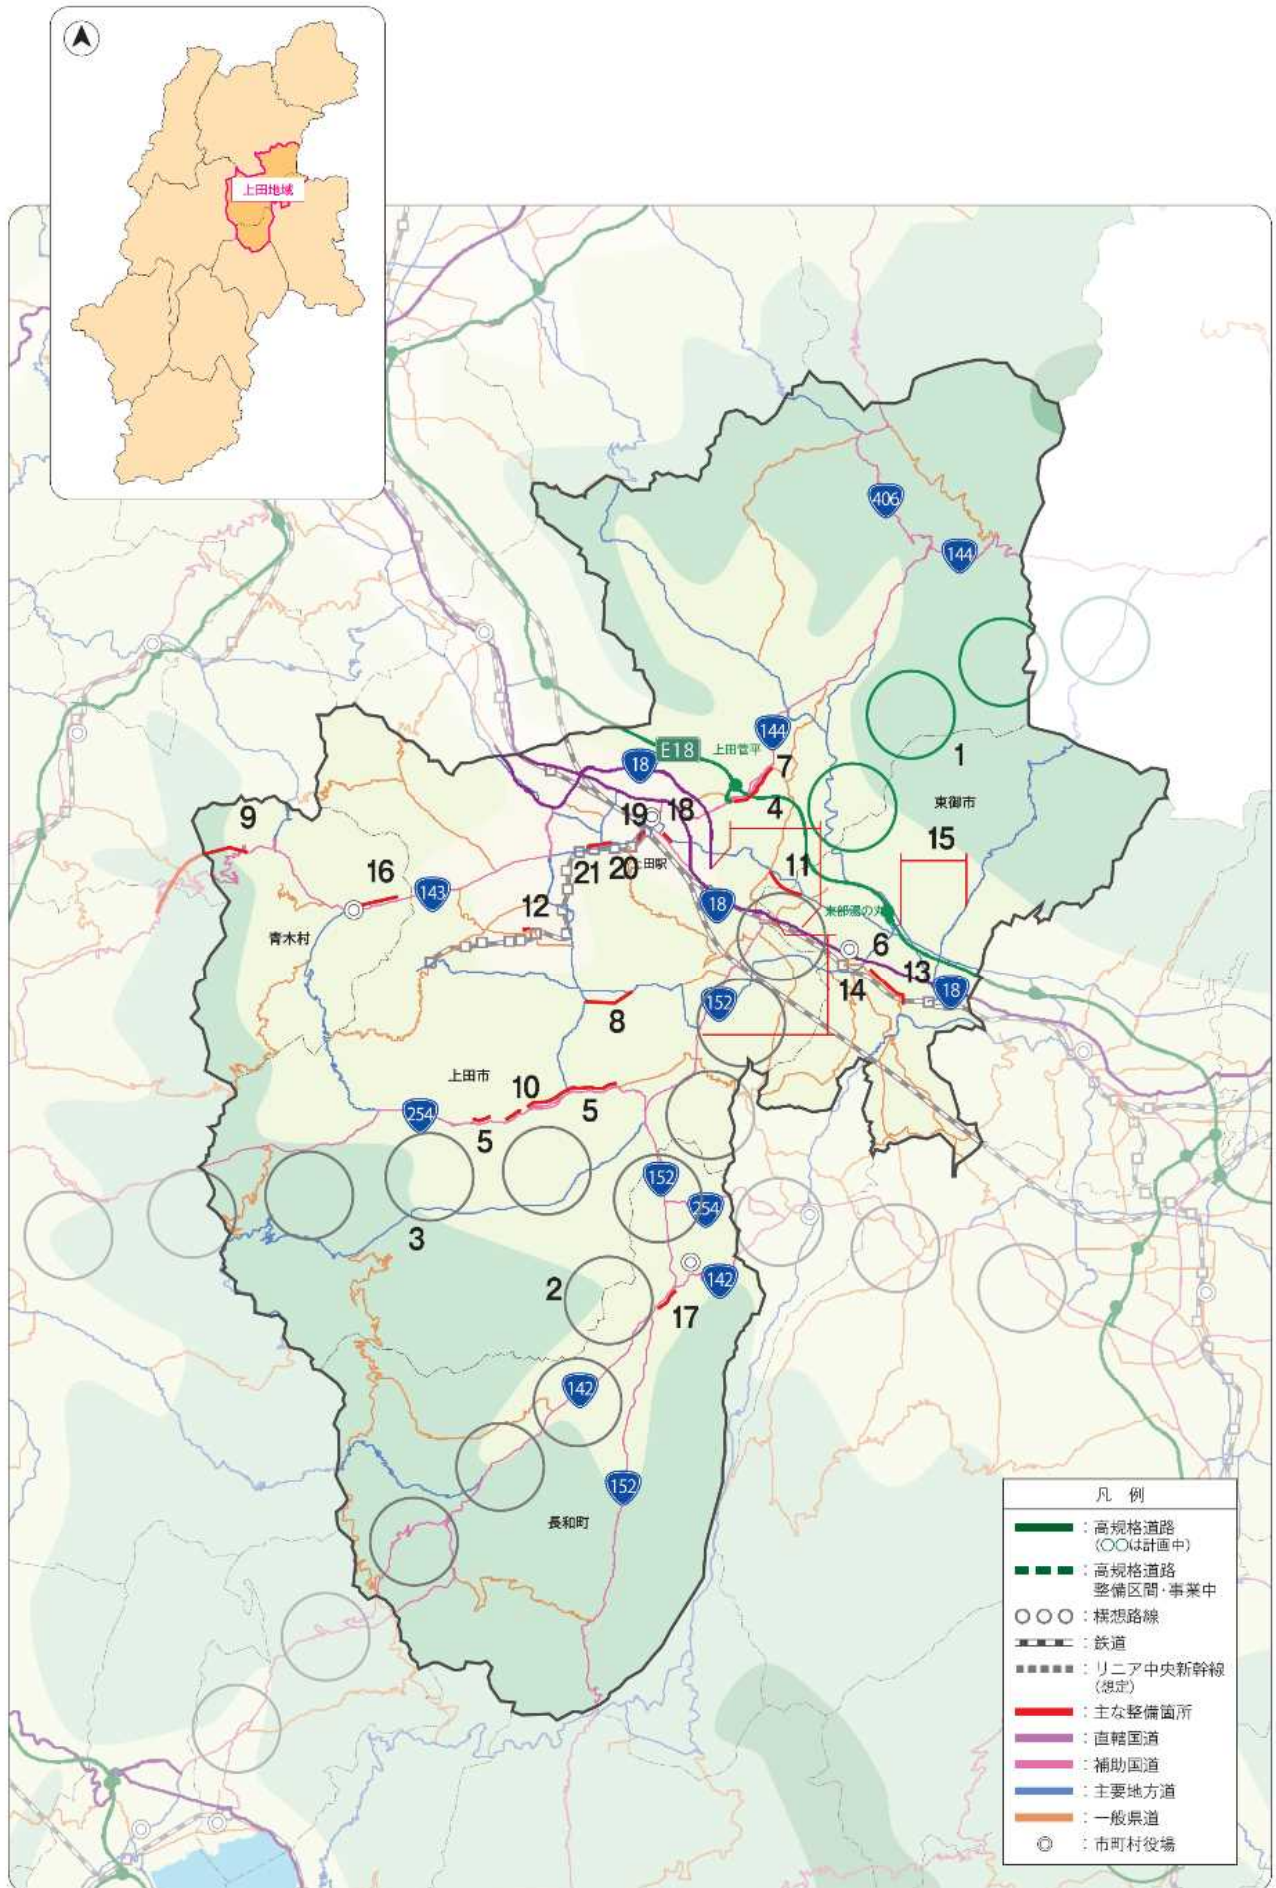 上田地域
406
144
144
E18
上田菅平
18
7
1
4
東御市
19
18
15
9
21
20
上田駅
11
16
143
12
18
東部湯の丸
青木村
6
13
14
18
152
8
上田市
10
5
254
5
152
254
3
2
142
17
142
152
長和町
凡 例
：高規格道路
（○○は計画中）
：高規格道路
整備区間・事業中
：構想路線
：鉄道
：リニア中央新幹線
（想定）
：主な整備箇所
：直轄国道
：補助国道
：主要地方道
：一般県道
：市町村役場